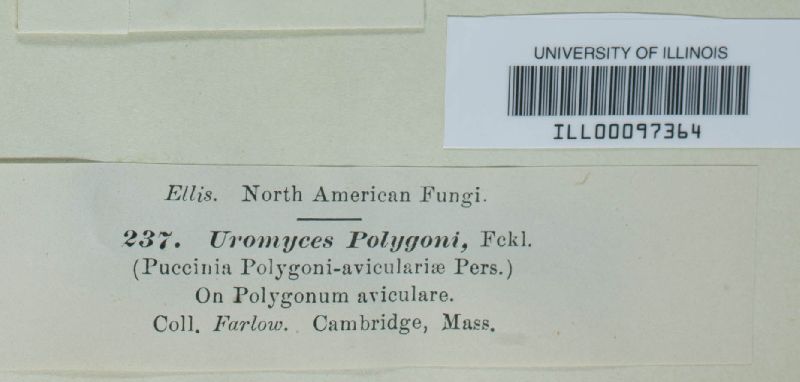 UNIVERSITY OF ILLINOIS
ILL00097364
Ellis. North American Fungi.
237. Uromyces Polygoni, Fckl.
(Puccinia Polygoni-aviculariæ Pers.)
On Polygonum aviculare.
Coll. Farlow. Cambridge, Mass.